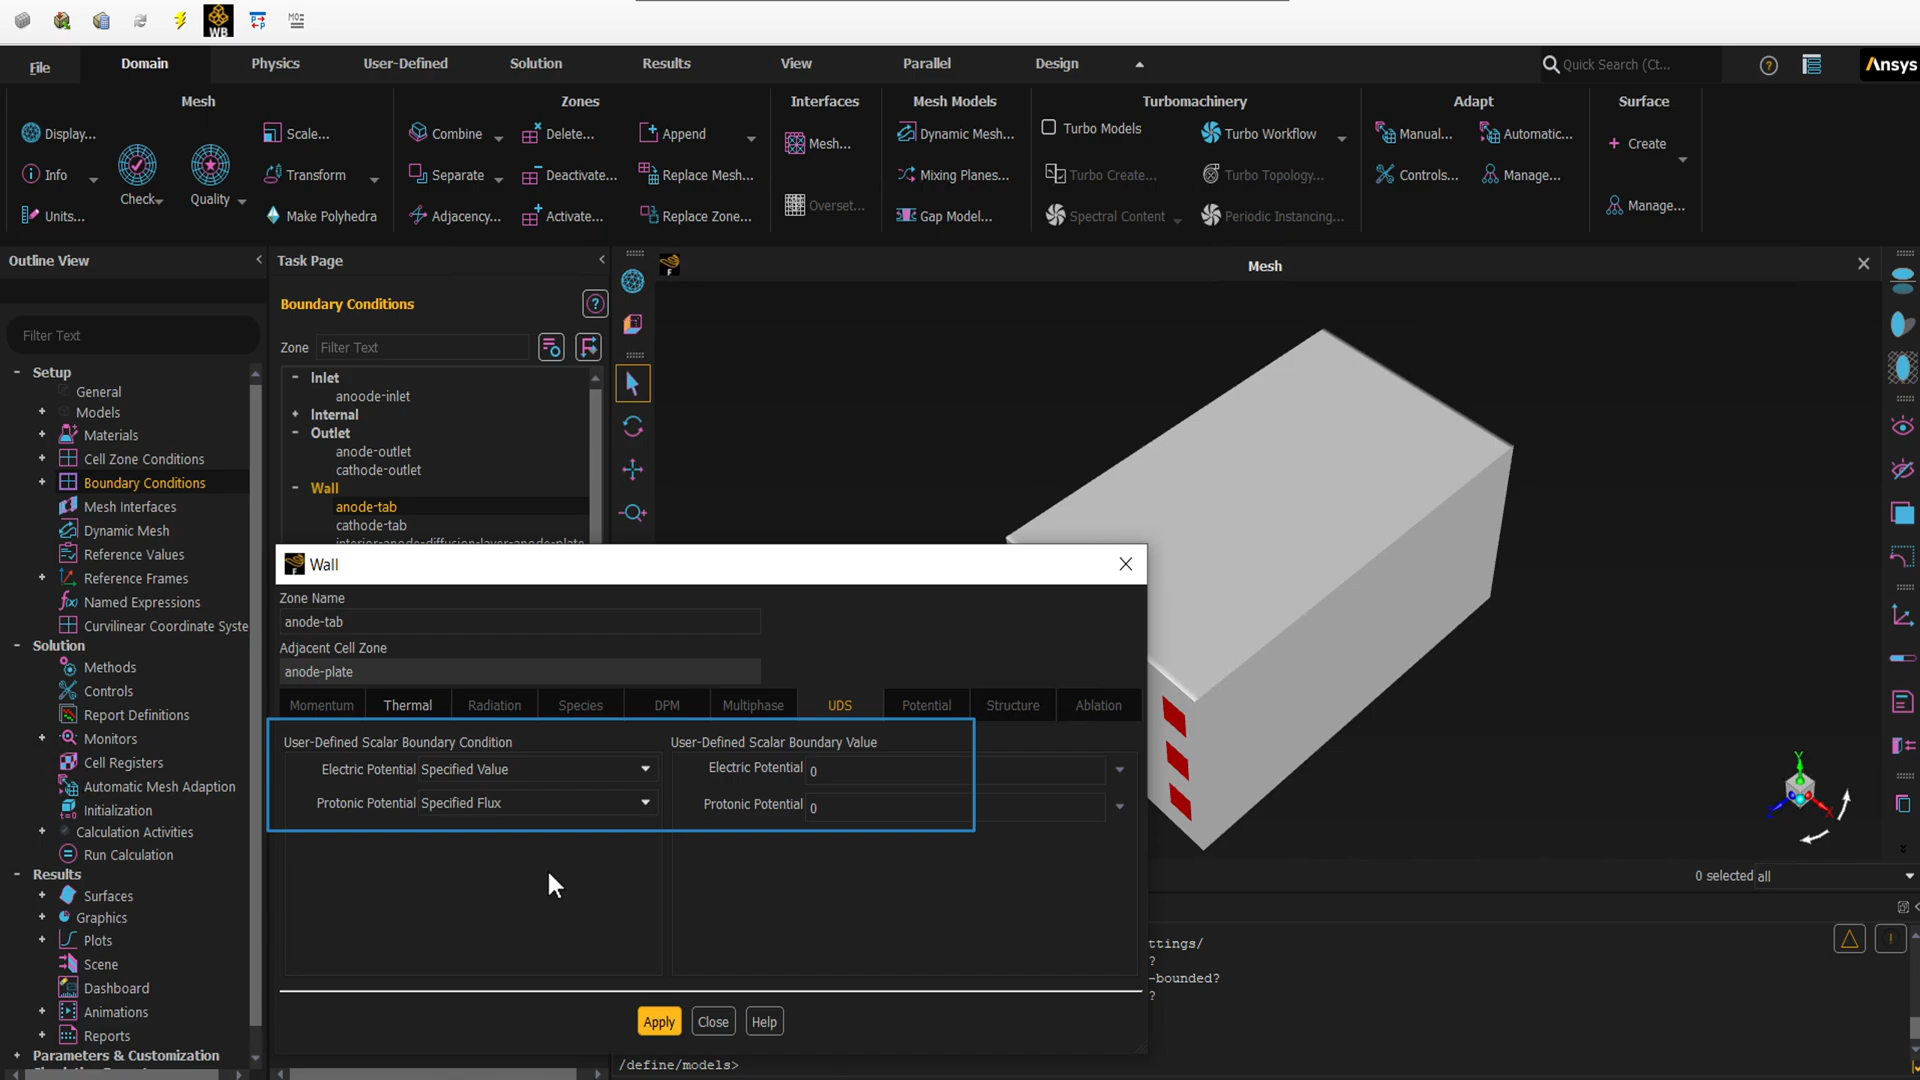 WB
File
Domain
Physics
User-Defined
Solution
Results
View
Parallel
Design
Quick Search (Ct...
Ansys
Mesh
Zones
Interfaces
Mesh Models
Turbomachinery
Adapt
Surface
Display...
Info
Units...
Check
Quality
Scale...
Transform
Make Polyhedra
Combine
Separate
Adjacency...
Delete...
Deactivate...
Activate...
Append
Replace Mesh...
Replace Zone...
Mesh...
Overset...
Dynamic Mesh...
Mixing Planes...
Gap Model...
Turbo Models
Turbo Create...
Spectral Content
Turbo Workflow
Turbo Topology...
Periodic Instancing...
Manual...
Controls...
Automatic...
Manage...
Create
Manage...
Outline View
Filter Text
Setup
General
Models
Materials
Cell Zone Conditions
Boundary Conditions
Mesh Interfaces
Dynamic Mesh
Reference Values
Reference Frames
Named Expressions
Curvilinear Coordinate Syste
Solution
Methods
Controls
Report Definitions
Monitors
Cell Registers
Automatic Mesh Adaption
Initialization
Calculation Activities
Run Calculation
Results
Surfaces
Graphics
Plots
Scene
Dashboard
Animations
Reports
Parameters & Customization
Task Page
Boundary Conditions
Zone
Filter Text
Inlet
anoode-inlet
Internal
Outlet
anode-outlet
cathode-outlet
Wall
anode-tab
cathode-tab
interior-anode-diffusion-layer-anode-plate
Mesh
Wall
Zone Name
anode-tab
Adjacent Cell Zone
anode-plate
Momentum
Thermal
Radiation
Species
DPM
Multiphase
UDS
Potential
Structure
Ablation
User-Defined Scalar Boundary Condition
Electric Potential Specified Value
Protonic Potential Specified Flux
User-Defined Scalar Boundary Value
Electric Potential 0
Protonic Potential 0
Apply
Close
Help
Y
X
0 selected all
ttings/
?
-bounded?
?
/define/models>